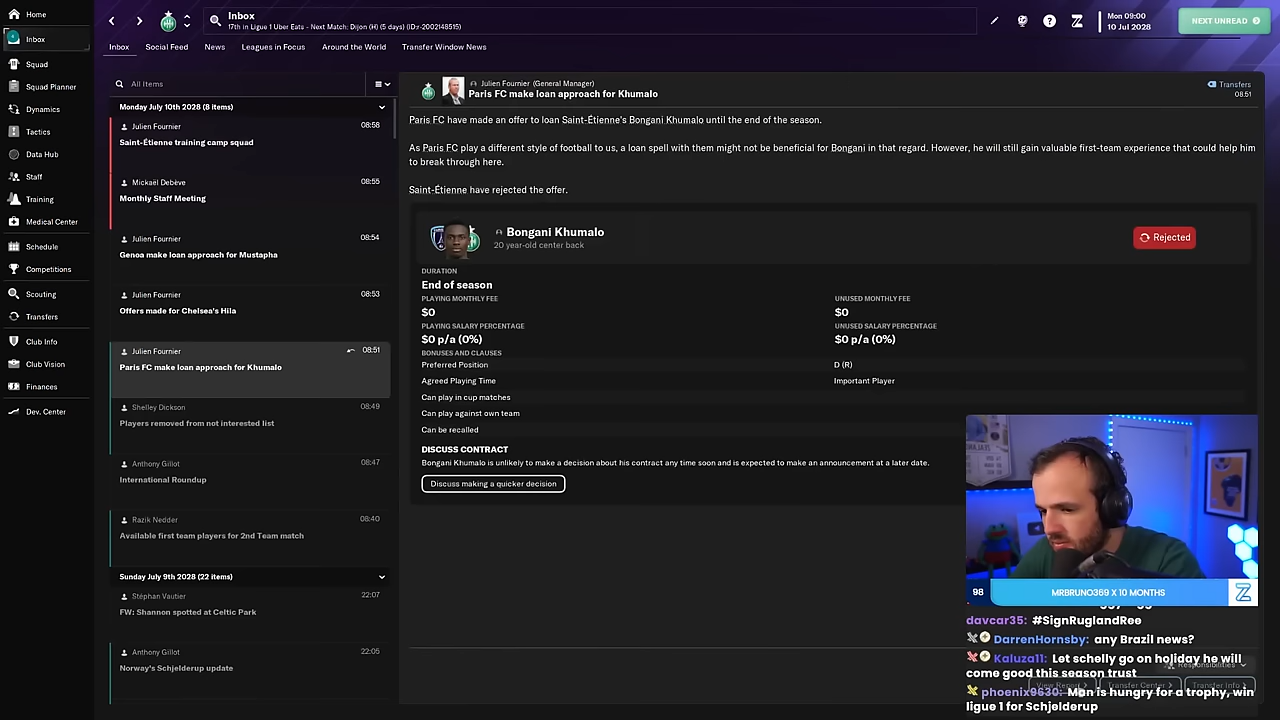 Home
Inbox
Squad
Squad Planner
Dynamics
Tactics
Data Hub
Staff
Training
Medical Center
Schedule
Competitions
Scouting
Transfers
Club Info
Club Vision
Finances
Dev. Center
Inbox
17th in Ligue 1 Uber Eats - Next Match: Dijon (H) (5 days) (ID:r-2002148515)
Mon 09:00
10 Jul 2028
NEXT UNREAD
Inbox Social Feed News Leagues in Focus Around the World Transfer Window News
All Items
Monday July 10th 2028 (8 items)
Julien Fournier 08:58
Saint-Étienne training camp squad
Mickaël Debève 08:55
Monthly Staff Meeting
Julien Fournier 08:54
Genoa make loan approach for Mustapha
Julien Fournier 08:53
Offers made for Chelsea's Hila
Julien Fournier 08:51
Paris FC make loan approach for Khumalo
Shelley Dickson 08:49
Players removed from not interested list
Anthony Gillot 08:47
International Roundup
Razik Nedder 08:40
Available first team players for 2nd Team match
Sunday July 9th 2028 (22 items)
Stéphan Vautier 22:07
FW: Shannon spotted at Celtic Park
Anthony Gillot 22:05
Norway's Schjelderup update
Julien Fournier (General Manager)
Paris FC make loan approach for Khumalo
Transfers
08:51
Paris FC have made an offer to loan Saint-Étienne's Bongani Khumalo until the end of the season.
As Paris FC play a different style of football to us, a loan spell with them might not be beneficial for Bongani in that regard. However, he will still gain valuable first-team experience that could help him
to break through here.
Saint-Étienne have rejected the offer.
Bongani Khumalo
20 year-old center back
Rejected
DURATION
End of season
PLAYING MONTHLY FEE UNUSED MONTHLY FEE
$0 $0
PLAYING SALARY PERCENTAGE UNUSED SALARY PERCENTAGE
$0 p/a (0%) $0 p/a (0%)
BONUSES AND CLAUSES
Preferred Position D (R)
Agreed Playing Time Important Player
Can play in cup matches
Can play against own team
Can be recalled
DISCUSS CONTRACT
Bongani Khumalo is unlikely to make a decision about his contract any time soon and is expected to make an announcement at a later date.
Discuss making a quicker decision
98 MRBRUNO369 X 10 MONTHS
davcar35: #SignRuglandRee
DarrenHornsby: any Brazil news?
Kaluza11: Let schelly go on holiday he will
come good this season trust
Responsibilities
phoenix9630: Man is hungry for a trophy, win
ligue 1 for Schjelderup
View Report Transfer Center Transfer Info